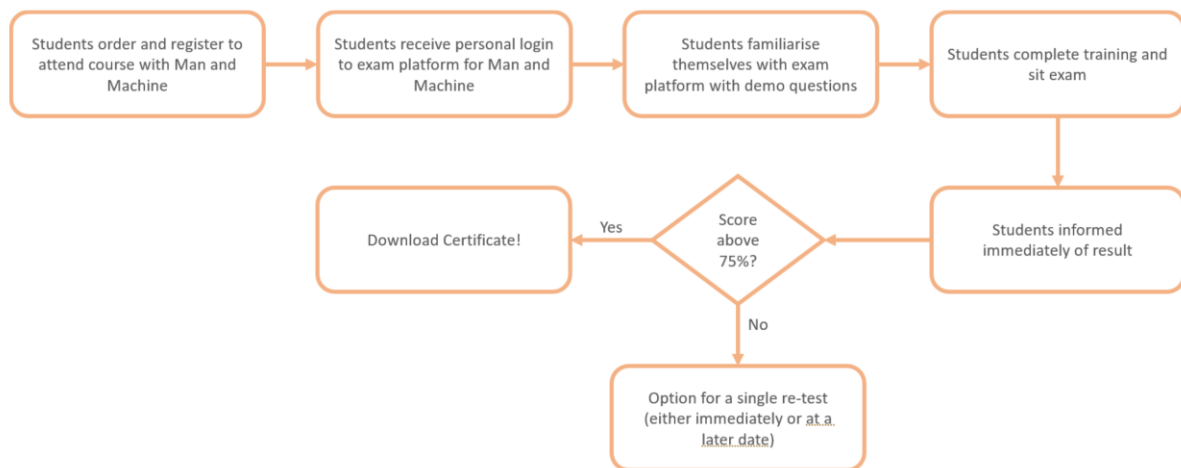 Students order and register to
attend course with Man and
Machine
Students receive personal login
to exam platform for Man and
Machine
Students familiarise
themselves with exam
platform with demo questions
Students complete training and
sit exam
Students informed
immediately of result
Score
above
75%?
Yes
Download Certificate!
No
Option for a single re-test
(either immediately or at a
later date)